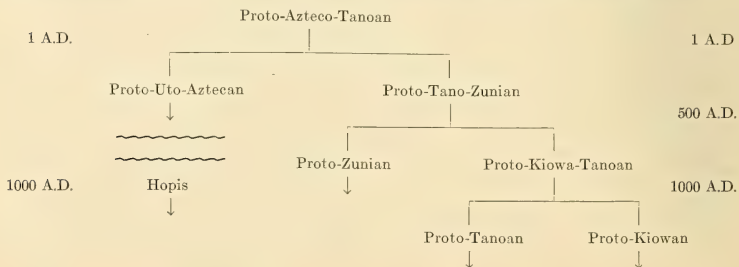 Proto-Azteco-Tanoan
1 A.D. 1 A.D
Proto-Uto-Aztecan Proto-Tano-Zunian
500 A.D.
Proto-Zunian Proto-Kiowa-Tanoan
1000 A.D. Hopis 1000 A.D.
Proto-Tanoan Proto-Kiowan